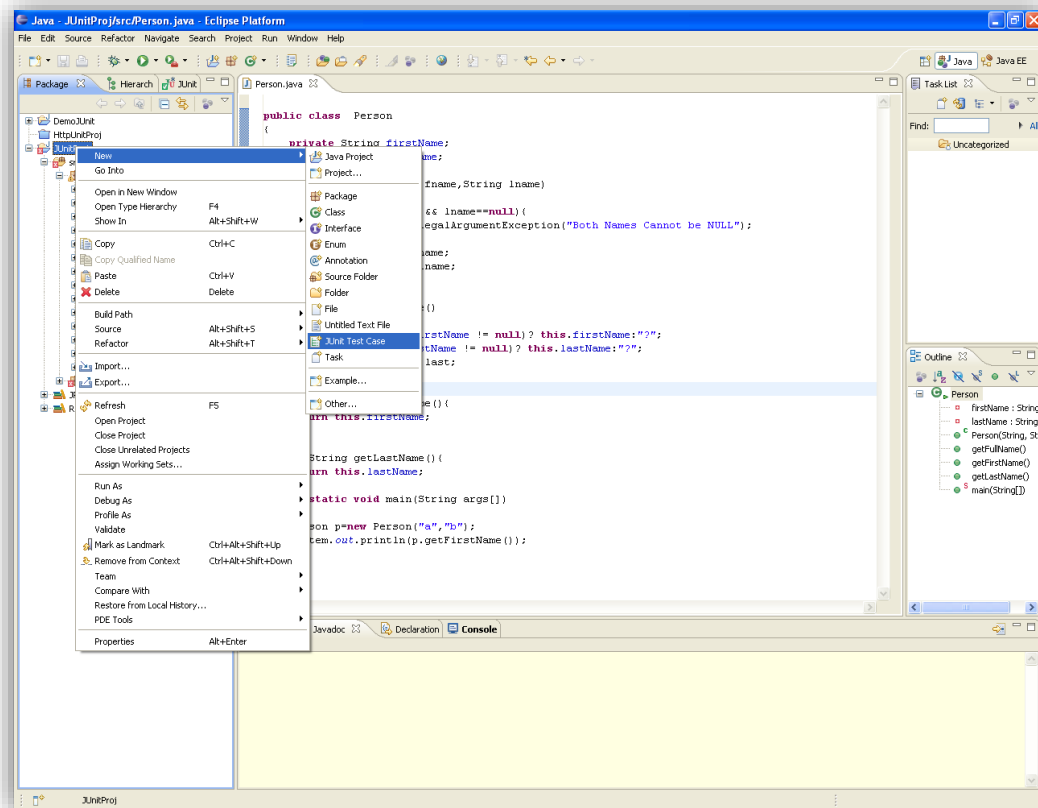 Java - JUnitProj/src/Person.java - Eclipse Platform
File Edit Source Refactor Navigate Search Project Run Window Help
Java Java EE
Package Hierarch JUnit
DemoJUnit
HttpUnitProj
New
Go Into
Open in New Window
Open Type Hierarchy F4
Show In Alt+Shift+W
Copy Ctrl+C
Copy Qualified Name
Paste Ctrl+V
Delete Delete
Build Path
Source Alt+Shift+S
Refactor Alt+Shift+T
Import...
Export...
Refresh F5
Open Project
Close Project
Close Unrelated Projects
Assign Working Sets...
Run As
Debug As
Profile As
Validate
Mark as Landmark Ctrl+Alt+Shift+Up
Remove from Context Ctrl+Alt+Shift+Down
Team
Compare With
Restore from Local History...
PDE Tools
Properties Alt+Enter
Java Project
Project...
Package
Class
Interface
Enum
Annotation
Source Folder
Folder
File
Untitled Text File
JUnit Test Case
Task
Example...
Other...
Person.java
public class Person
{
private String firstName;
me;
fname,String lname)
&& lname==null){
egalArgumentException("Both Names Cannot be NULL");
ame;
name;
()
rstName != null)? this.firstName:"?";
tName != null)? this.lastName:"?";
last;
e(){
urn this.firstName;
String getLastName(){
urn this.lastName;
static void main(String args[])
son p=new Person("a","b");
tem.out.println(p.getFirstName());
Task List
Find: Al
Uncategorized
Outline
Person
firstName : String
lastName : String
Person(String, St
getFullName()
getFirstName()
getLastName()
main(String[])
Javadoc Declaration Console
JUnitProj